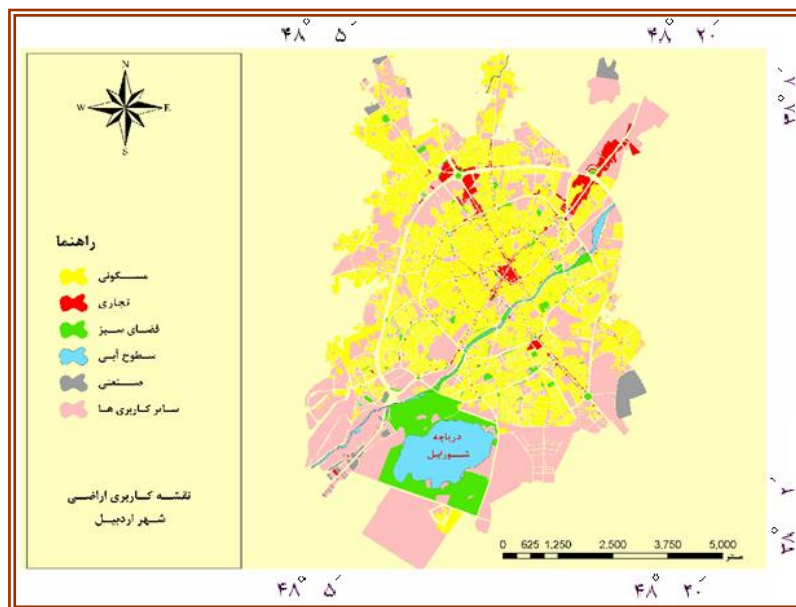 ۴۸° ۵′
۴۸° ۲۰′
N
W E
S
راهنما
مسکونی
تجاری
فضای سبز
سطوح آبی
صنعتی
سایر کاربری ها
نقشه کاربری اراضی
شهر اردبیل
دریاچه
شورابیل
0 625 1,250 2,500 3,750 5,000
متر
۴۸° ۵′
۴۸° ۲۰′